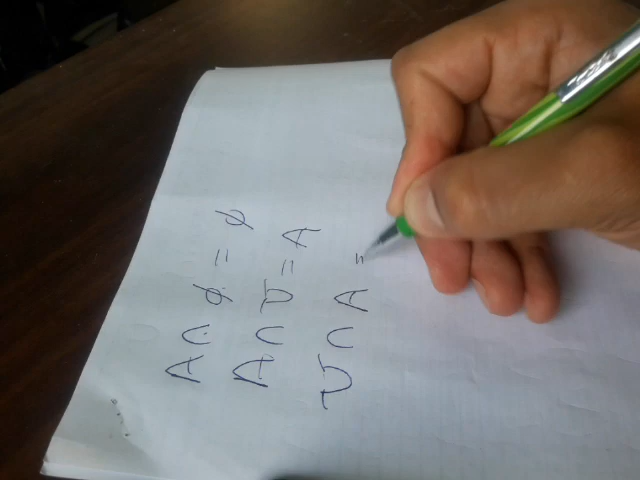 A ∩ ϕ = ϕ
A ∩ U = A
U ∩ A =